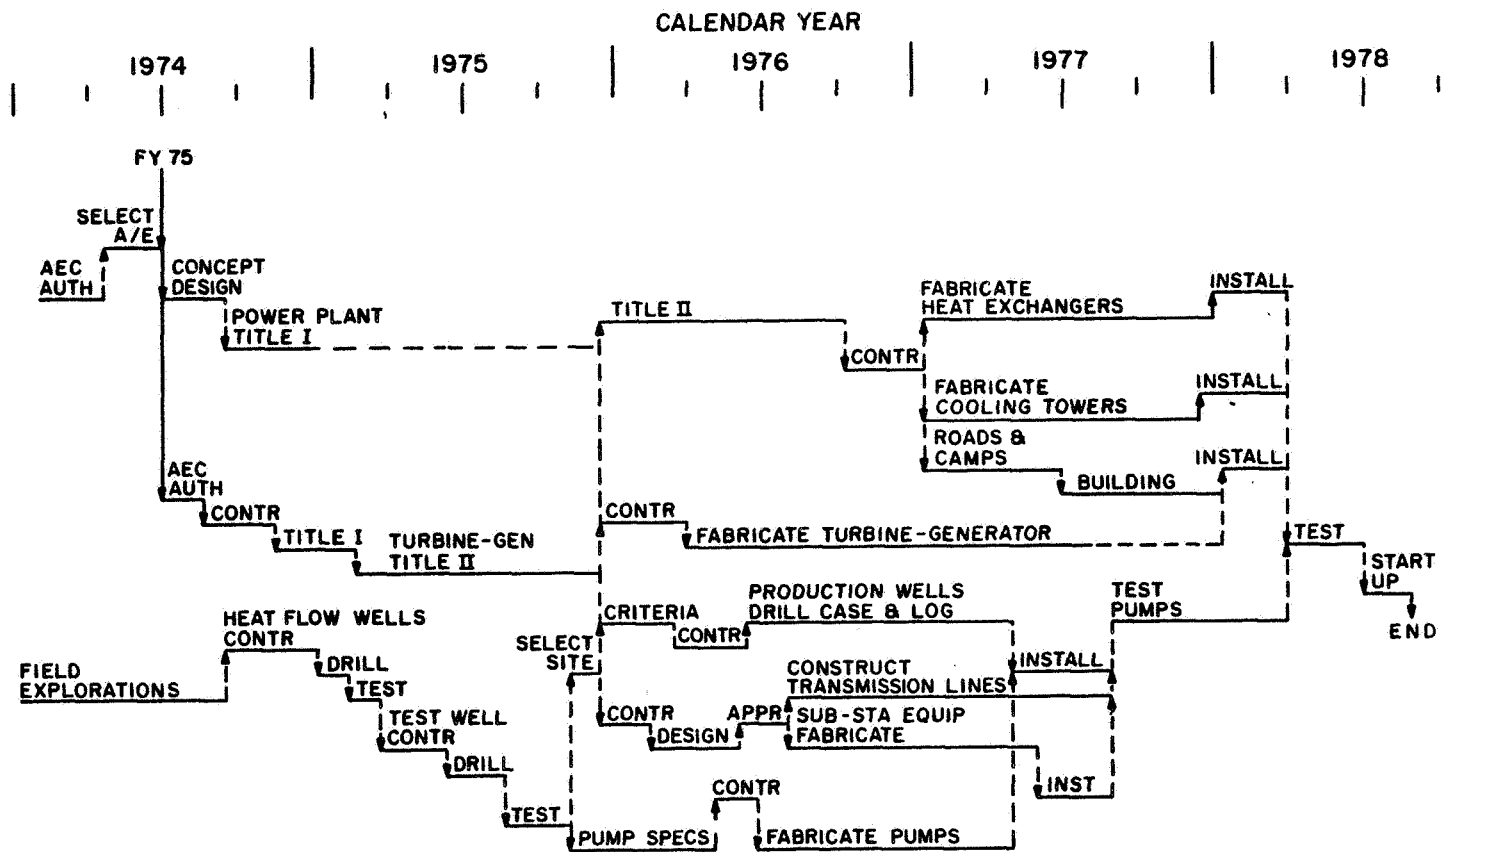 CALENDAR YEAR
1974
1975
1976
1977
1978
FY 75
SELECT
A/E
AEC
AUTH
CONCEPT
DESIGN
POWER PLANT
TITLE I
TITLE II
CONTR
FABRICATE
HEAT EXCHANGERS
INSTALL
FABRICATE
COOLING TOWERS
INSTALL
ROADS &
CAMPS
BUILDING
INSTALL
AEC
AUTH
CONTR
TITLE I
TURBINE-GEN
TITLE II
CONTR
FABRICATE TURBINE-GENERATOR
TEST
START
UP
END
HEAT FLOW WELLS
CONTR
FIELD
EXPLORATIONS
DRILL
TEST
TEST WELL
CONTR
DRILL
TEST
SELECT
SITE
CRITERIA
CONTR
PRODUCTION WELLS
DRILL CASE & LOG
INSTALL
TEST
PUMPS
CONTR
DESIGN
APPR
CONSTRUCT
TRANSMISSION LINES
SUB-STA EQUIP
FABRICATE
INST
PUMP SPECS
CONTR
FABRICATE PUMPS